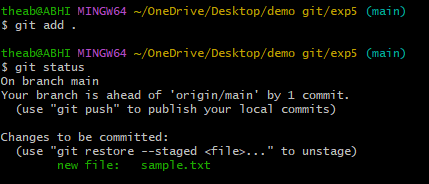 theab@ABHI MINGW64 ~/OneDrive/Desktop/demo git/exp5 (main)
$ git add .
theab@ABHI MINGW64 ~/OneDrive/Desktop/demo git/exp5 (main)
$ git status
On branch main
Your branch is ahead of 'origin/main' by 1 commit.
  (use "git push" to publish your local commits)
Changes to be committed:
  (use "git restore --staged <file>..." to unstage)
        new file:   sample.txt